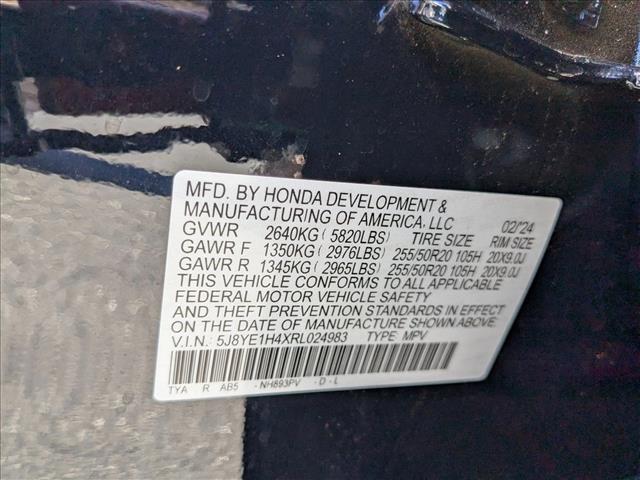 MFD. BY HONDA DEVELOPMENT &
MANUFACTURING OF AMERICA, LLC 02/24
GVWR 2640KG ( 5820LBS) TIRE SIZE RIM SIZE
GAWR F 1350KG ( 2976LBS) 255/50R20 105H 20X9.0J
GAWR R 1345KG ( 2965LBS) 255/50R20 105H 20X9.0J
THIS VEHICLE CONFORMS TO ALL APPLICABLE
FEDERAL MOTOR VEHICLE SAFETY
AND THEFT PREVENTION STANDARDS IN EFFECT
ON THE DATE OF MANUFACTURE SHOWN ABOVE.
V.I.N.: 5J8YE1H4XRL024983 TYPE: MPV
TYA R AB5 - NH893PV - D - L